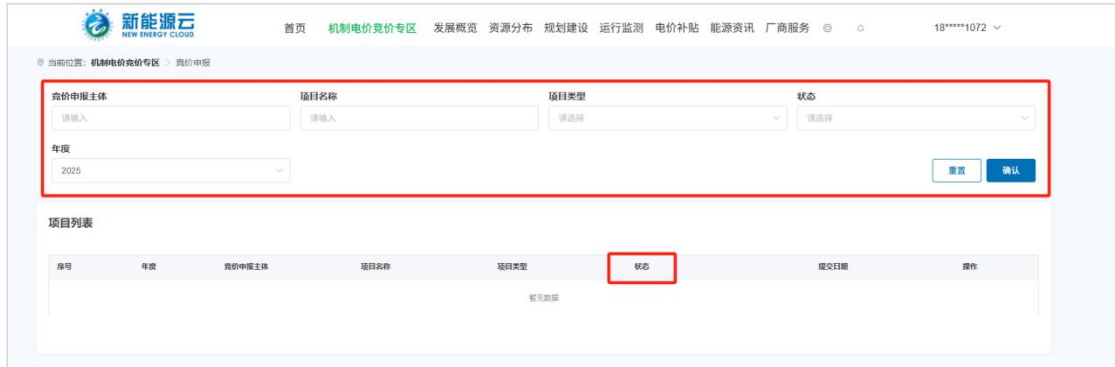 新能源云
NEW ENERGY CLOUD
首页 机制电价竞价专区 发展概览 资源分布 规划建设 运行监测 电价补贴 能源资讯 厂商服务 18*****1072
当前位置：机制电价竞价专区 > 竞价申报
竞价申报主体 项目名称 项目类型 状态
请输入 请输入 请选择 请选择
年度
2025 重置 确认
项目列表
序号 年度 竞价申报主体 项目名称 项目类型 状态 提交日期 操作
暂无数据